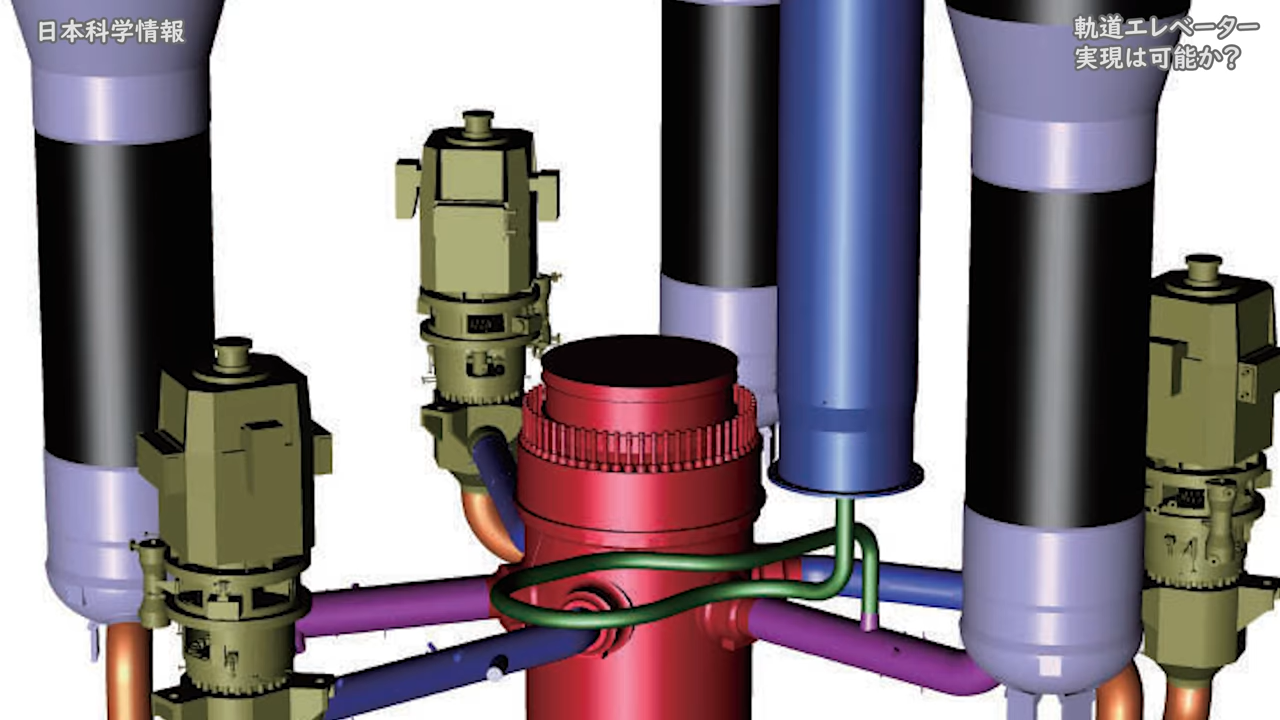 日本科学情報
軌道エレベーター
実現は可能か？